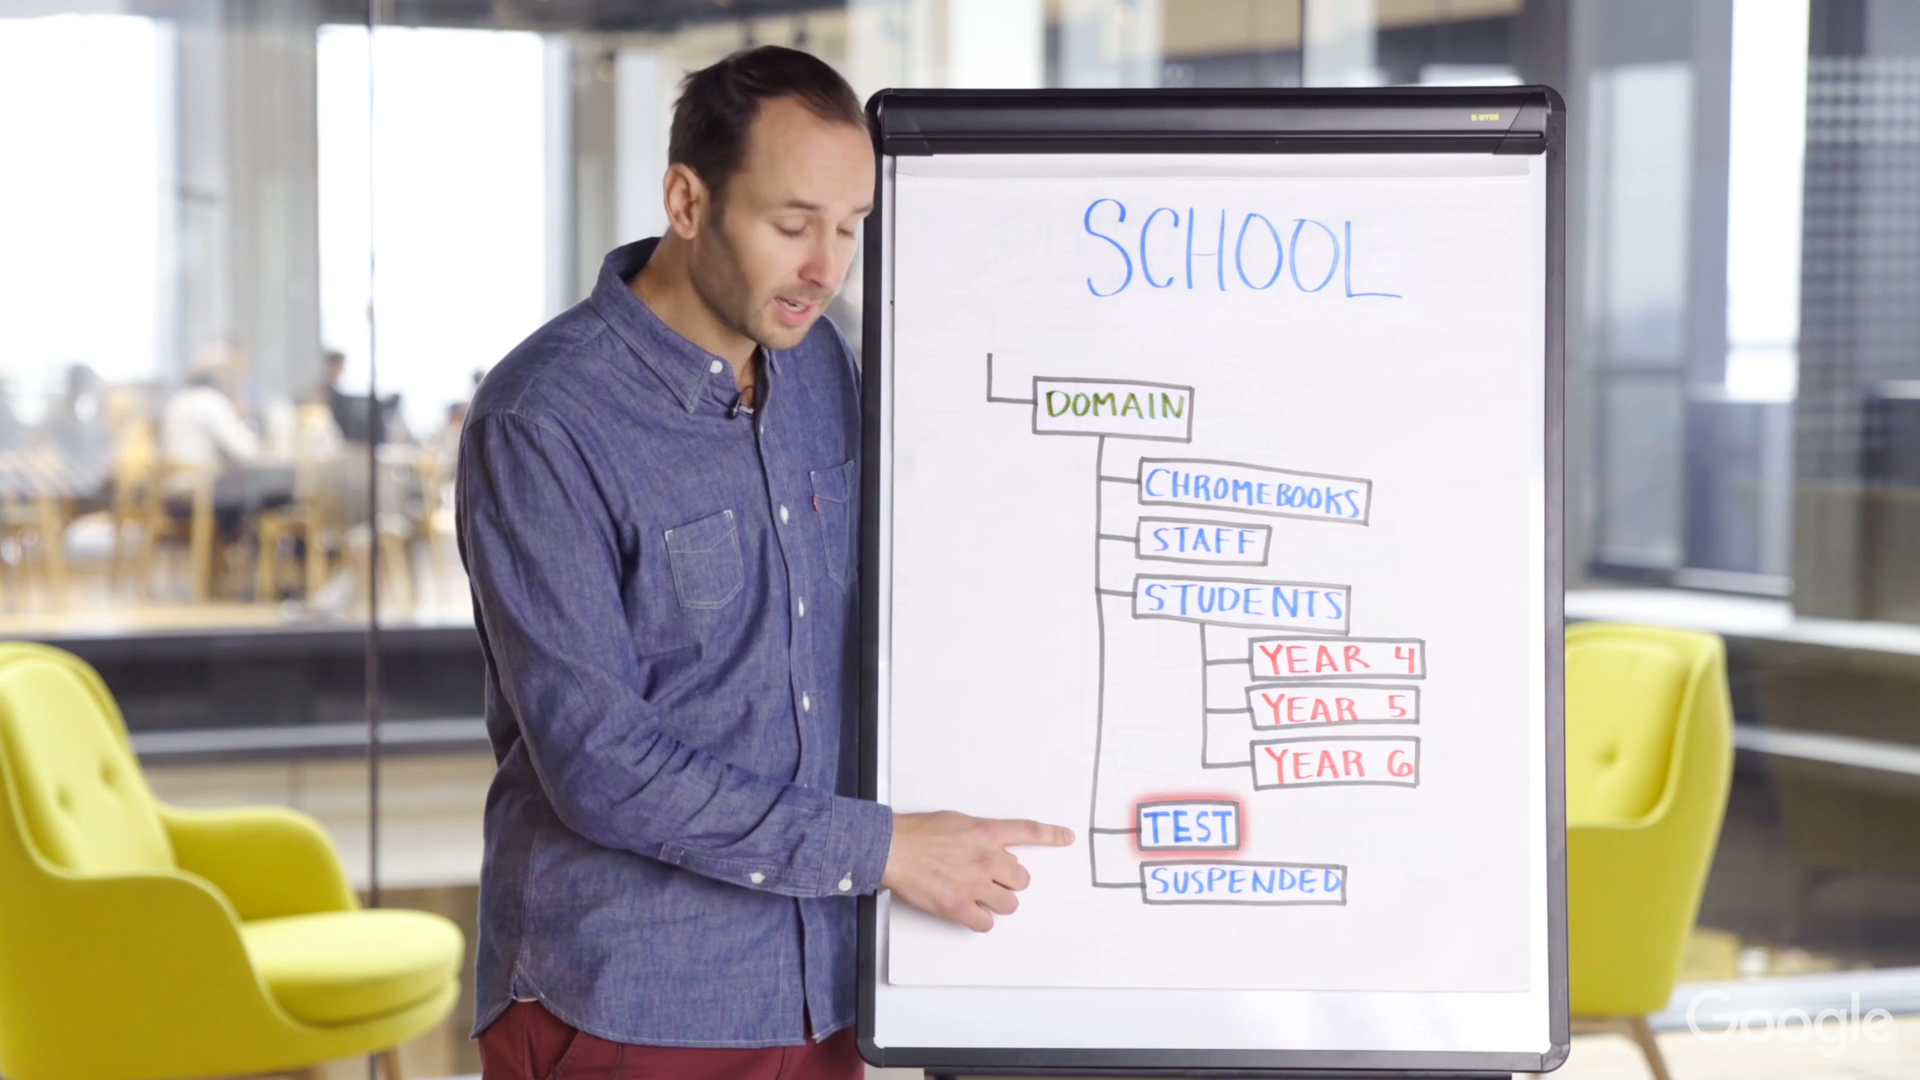 SCHOOL
DOMAIN
CHROMEBOOKS
STAFF
STUDENTS
YEAR 4
YEAR 5
YEAR 6
TEST
SUSPENDED
Google